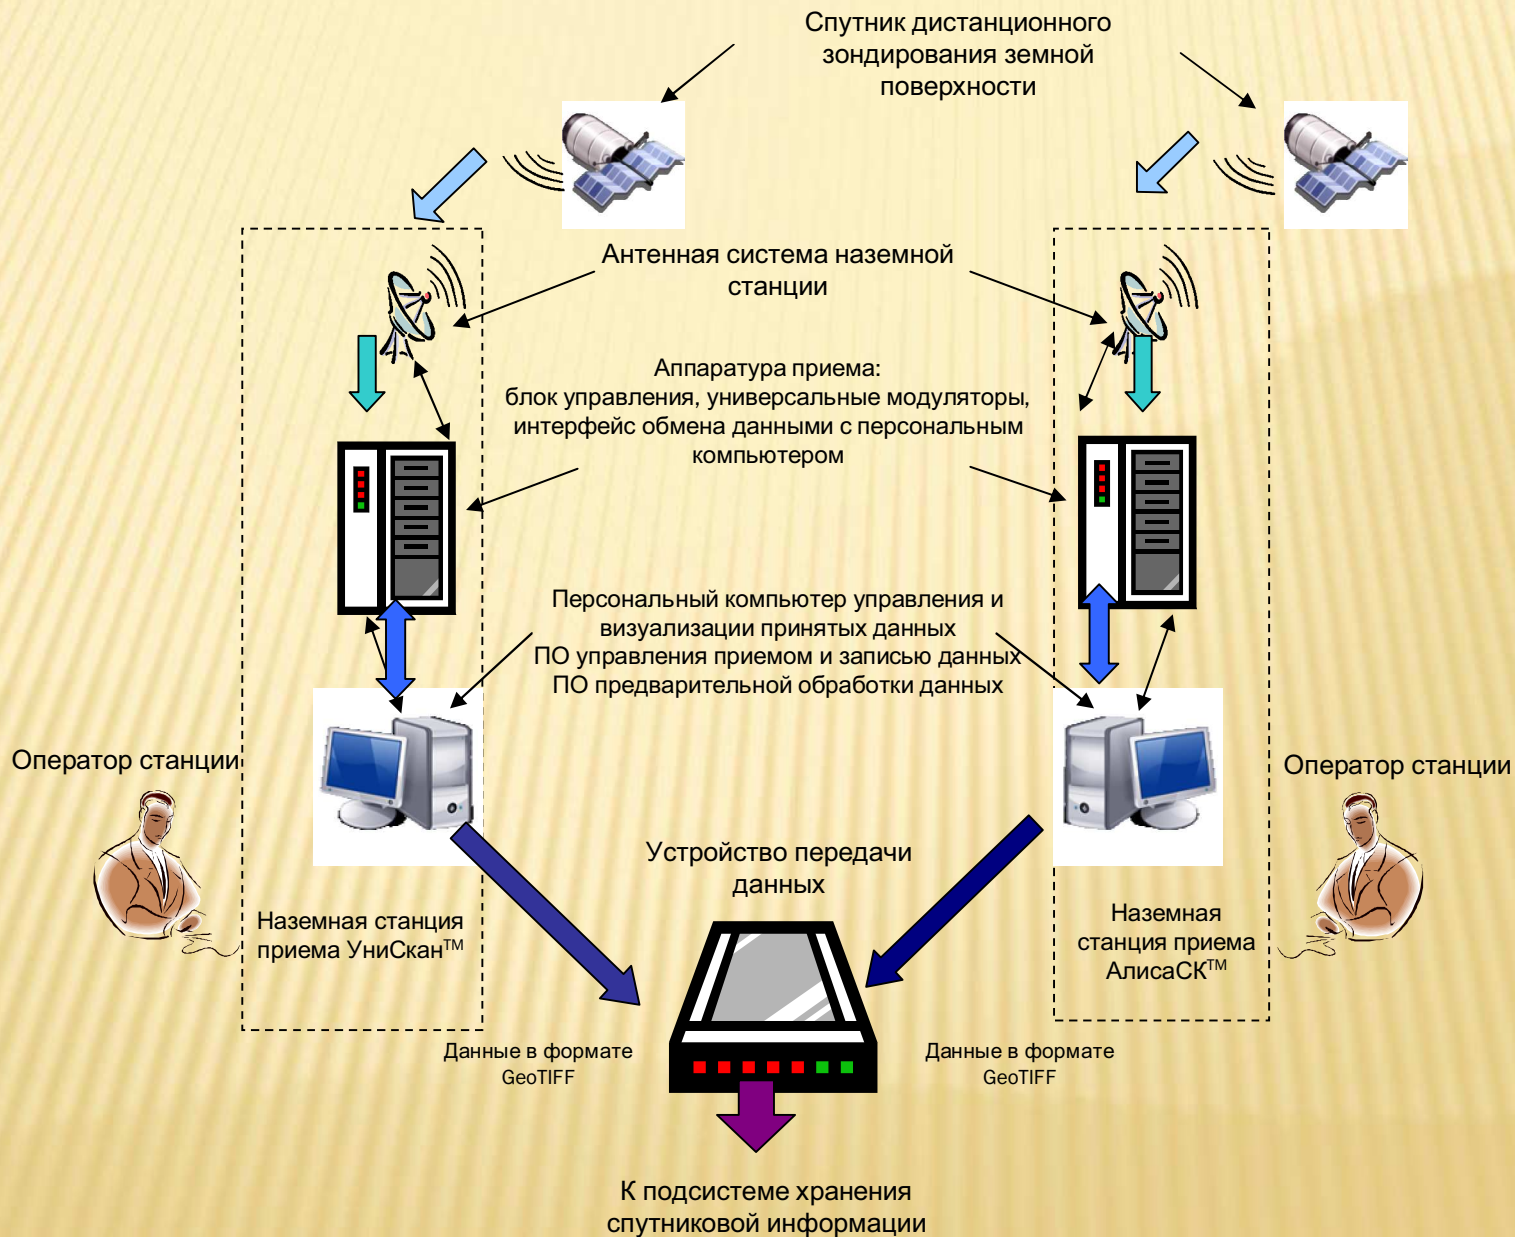 Спутник дистанционного
зондирования земной
поверхности
Антенная система наземной
станции
Аппаратура приема:
блок управления, универсальные модуляторы,
интерфейс обмена данными с персональным
компьютером
Персональный компьютер управления и
визуализации принятых данных
ПО управления приемом и записью данных
ПО предварительной обработки данных
Оператор станции
Оператор станции
Устройство передачи
данных
Наземная станция
приема УниСкан™
Наземная
станция приема
АлисаСК™
Данные в формате
GeoTIFF
Данные в формате
GeoTIFF
К подсистеме хранения
спутниковой информации